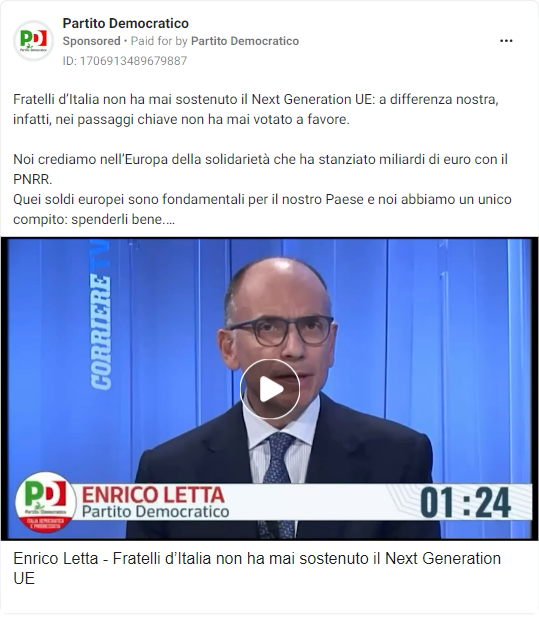 Partito Democratico
Sponsored • Paid for by Partito Democratico
ID: 1706913489679887
Fratelli d’Italia non ha mai sostenuto il Next Generation UE: a differenza nostra,
infatti, nei passaggi chiave non ha mai votato a favore.
Noi crediamo nell’Europa della solidarietà che ha stanziato miliardi di euro con il
PNRR.
Quei soldi europei sono fondamentali per il nostro Paese e noi abbiamo un unico
compito: spenderli bene....
CORRIERE TV
PD
Partito Democratico
ITALIA DEMOCRATICA
E PROGRESSISTA
ENRICO LETTA
Partito Democratico
01:24
Enrico Letta - Fratelli d’Italia non ha mai sostenuto il Next Generation
UE